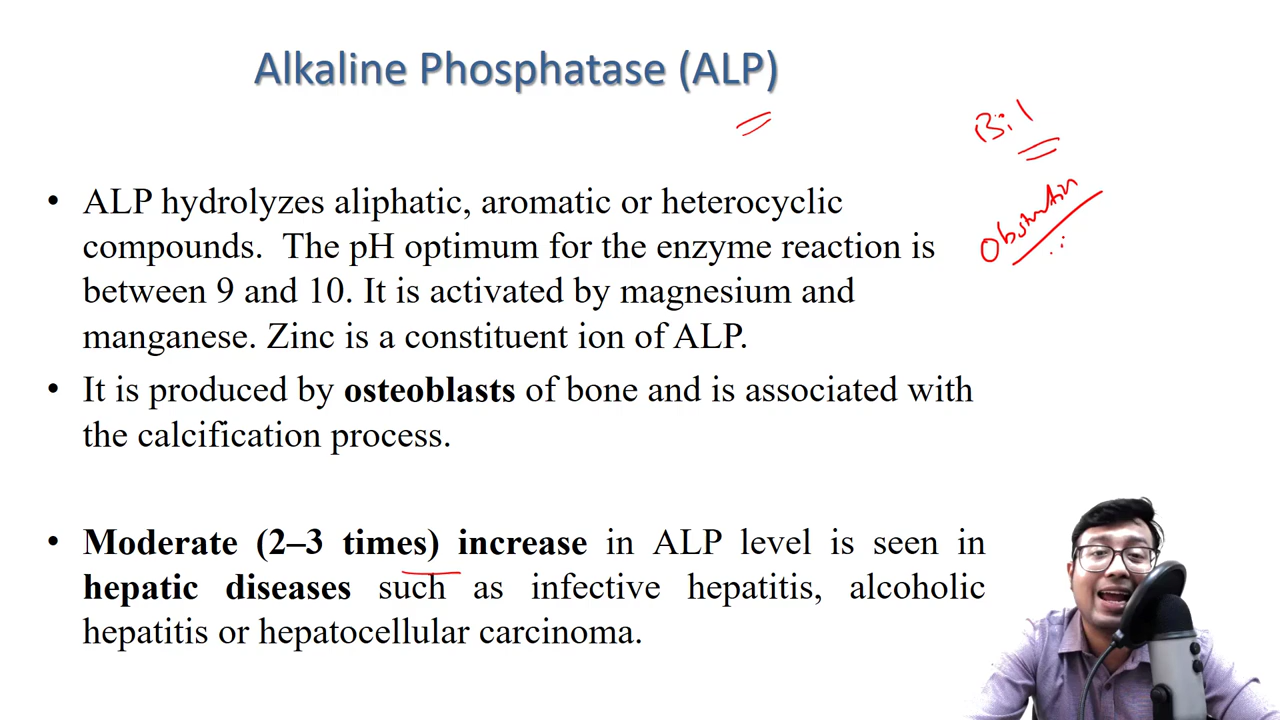 Alkaline Phosphatase (ALP)
Bil
Obstruction
• ALP hydrolyzes aliphatic, aromatic or heterocyclic
compounds. The pH optimum for the enzyme reaction is
between 9 and 10. It is activated by magnesium and
manganese. Zinc is a constituent ion of ALP.
• It is produced by osteoblasts of bone and is associated with
the calcification process.
• Moderate (2–3 times) increase in ALP level is seen in
hepatic diseases such as infective hepatitis, alcoholic
hepatitis or hepatocellular carcinoma.